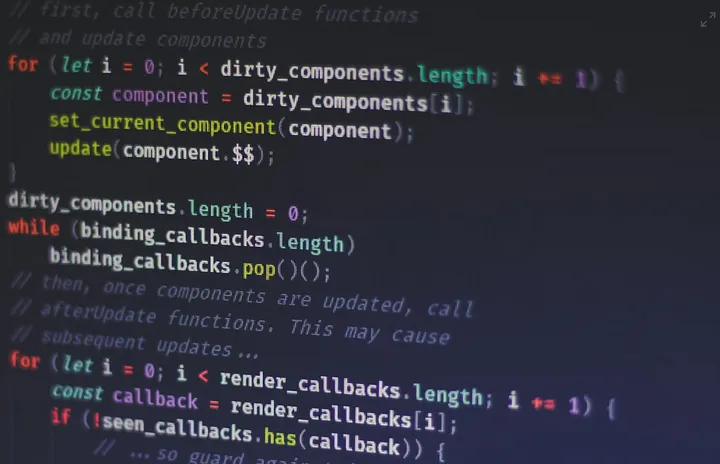 // first, call beforeUpdate functions
// and update components
for (let i = 0; i < dirty_components.length; i += 1) {
const component = dirty_components[i];
set_current_component(component);
update(component.$$);
}
dirty_components.length = 0;
while (binding_callbacks.length)
binding_callbacks.pop()();
// then, once components are updated, call
// afterUpdate functions. This may cause
// subsequent updates...
for (let i = 0; i < render_callbacks.length; i += 1) {
const callback = render_callbacks[i];
if (!seen_callbacks.has(callback)) {
// ...so guard